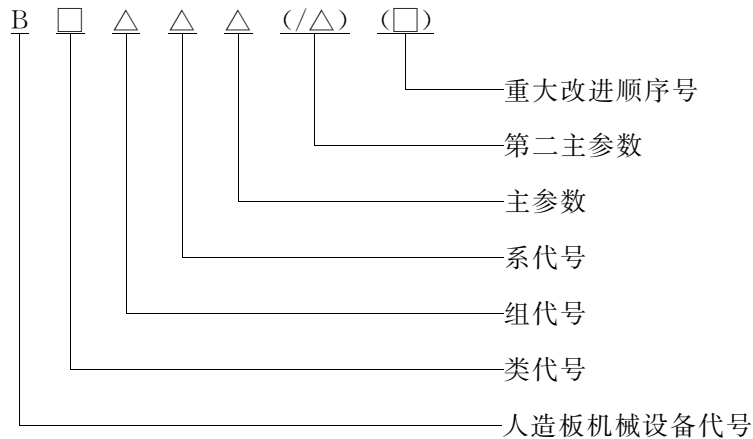 B □ △ △ △ (/△) (□)
重大改进顺序号
第二主参数
主参数
系代号
组代号
类代号
人造板机械设备代号